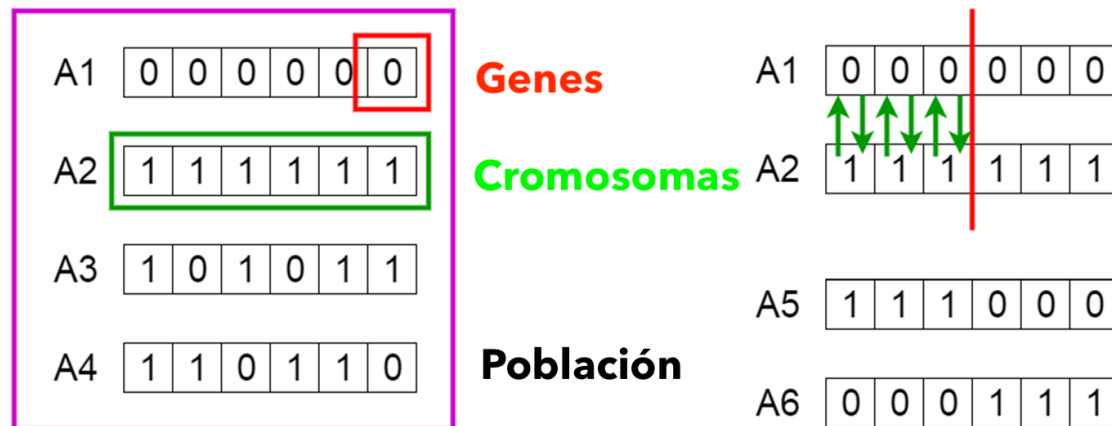 A1 0 0 0 0 0 0
Genes
A2 1 1 1 1 1 1
Cromosomas
A3 1 0 1 0 1 1
A4 1 1 0 1 1 0
Población
A1 0 0 0 0 0 0
A2 1 1 1 1 1 1
A5 1 1 1 0 0 0
A6 0 0 0 1 1 1